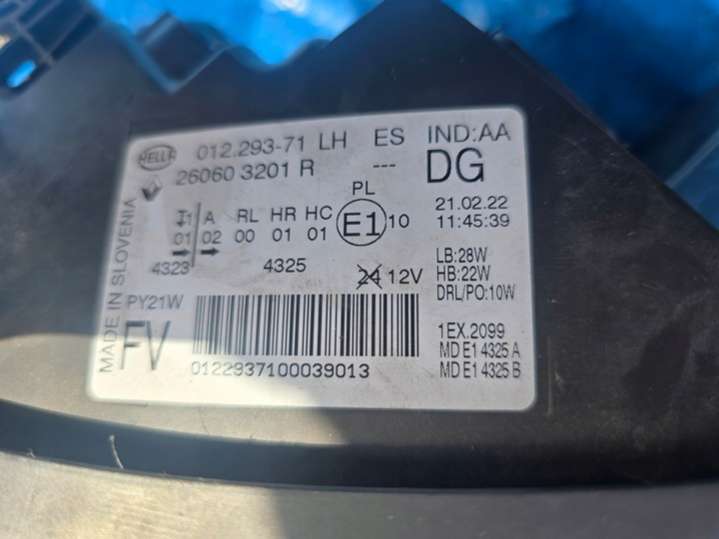 HELLA 012.293-71 LH ES IND:AA
26060 3201 R --- DG
PL
21.02.22
11:45:39
1 A RL HR HC E1 10
01 02 00 01 01
4323 4325 24 12V
LB:28W
HB:22W
DRL/PO:10W
MADE IN SLOVENIA
PY21W
FV
0122937100039013
1EX.2099
MD E1 4325 A
MD E1 4325 B